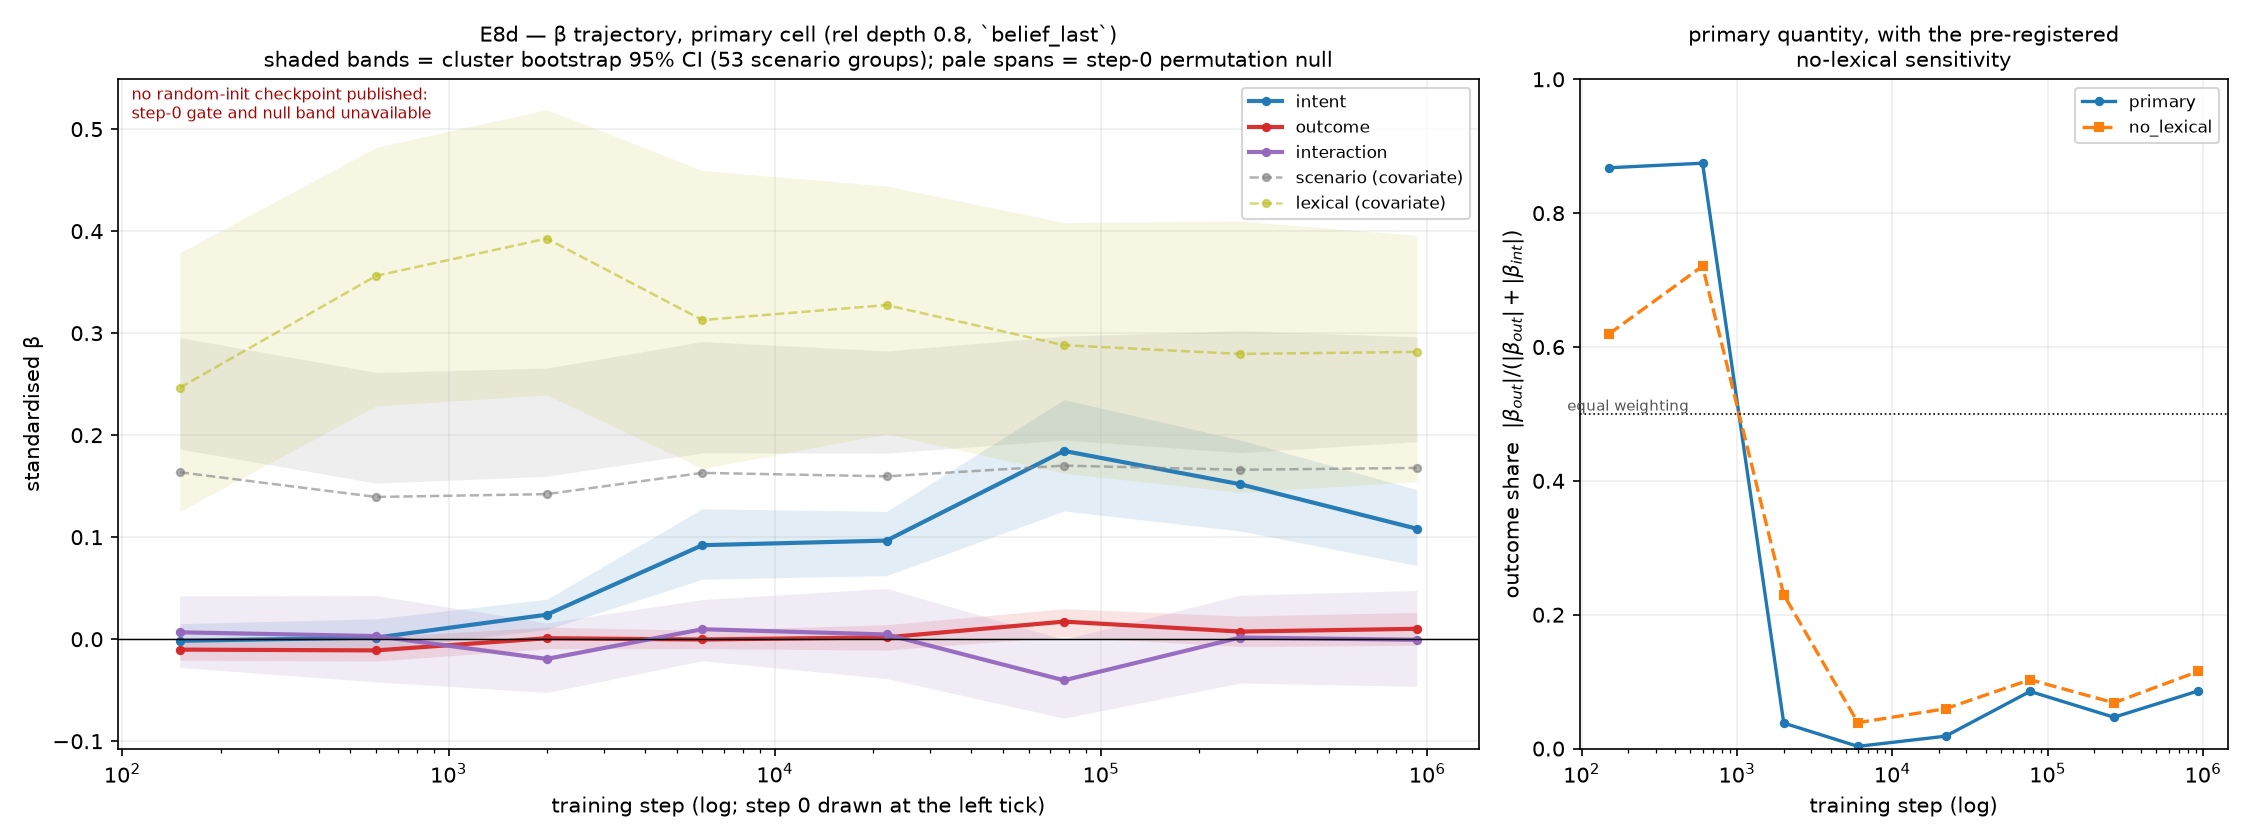 E8d — β trajectory, primary cell (rel depth 0.8, `belief_last`)
shaded bands = cluster bootstrap 95% CI (53 scenario groups); pale spans = step-0 permutation null
no random-init checkpoint published:
step-0 gate and null band unavailable
intent
outcome
interaction
scenario (covariate)
lexical (covariate)
standardised β
0.5
0.4
0.3
0.2
0.1
0.0
−0.1
10²
10³
10⁴
10⁵
10⁶
training step (log; step 0 drawn at the left tick)
primary quantity, with the pre-registered
no-lexical sensitivity
primary
no_lexical
equal weighting
outcome share |β_out|/(|β_out| + |β_int|)
1.0
0.8
0.6
0.4
0.2
0.0
10²
10³
10⁴
10⁵
10⁶
training step (log)